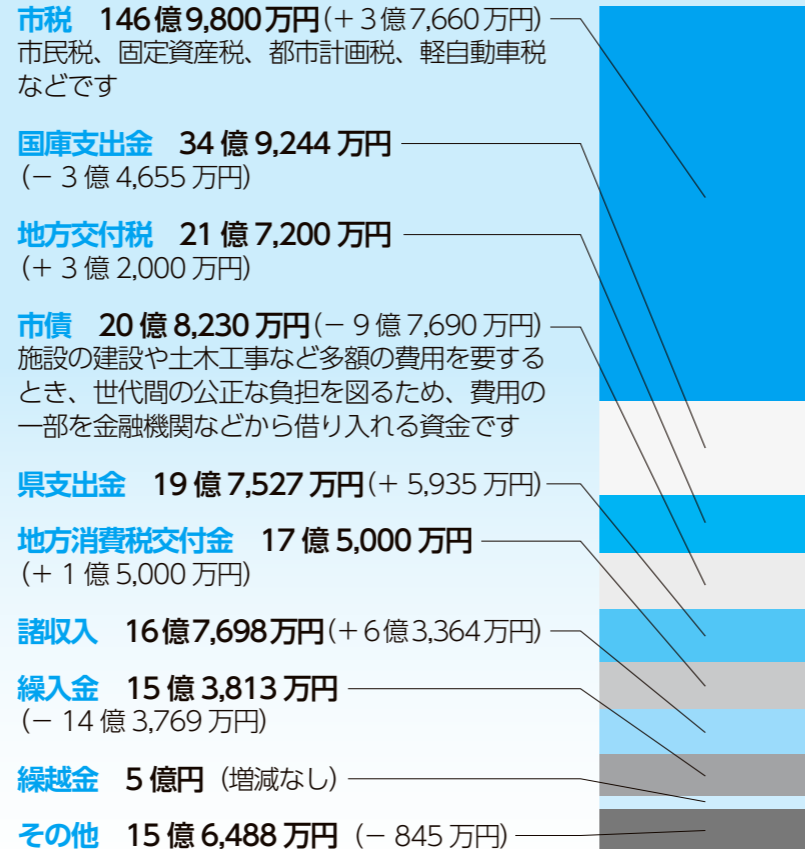 市税 146億9,800万円(+3億7,660万円)
市民税、固定資産税、都市計画税、軽自動車税
などです
国庫支出金 34億9,244万円
(-3億4,655万円)
地方交付税 21億7,200万円
(+3億2,000万円)
市債 20億8,230万円(-9億7,690万円)
施設の建設や土木工事など多額の費用を要する
とき、世代間の公正な負担を図るため、費用の
一部を金融機関などから借り入れる資金です
県支出金 19億7,527万円(+5,935万円)
地方消費税交付金 17億5,000万円
(+1億5,000万円)
諸収入 16億7,698万円(+6億3,364万円)
繰入金 15億3,813万円
(-14億3,769万円)
繰越金 5億円(増減なし)
その他 15億6,488万円(-845万円)